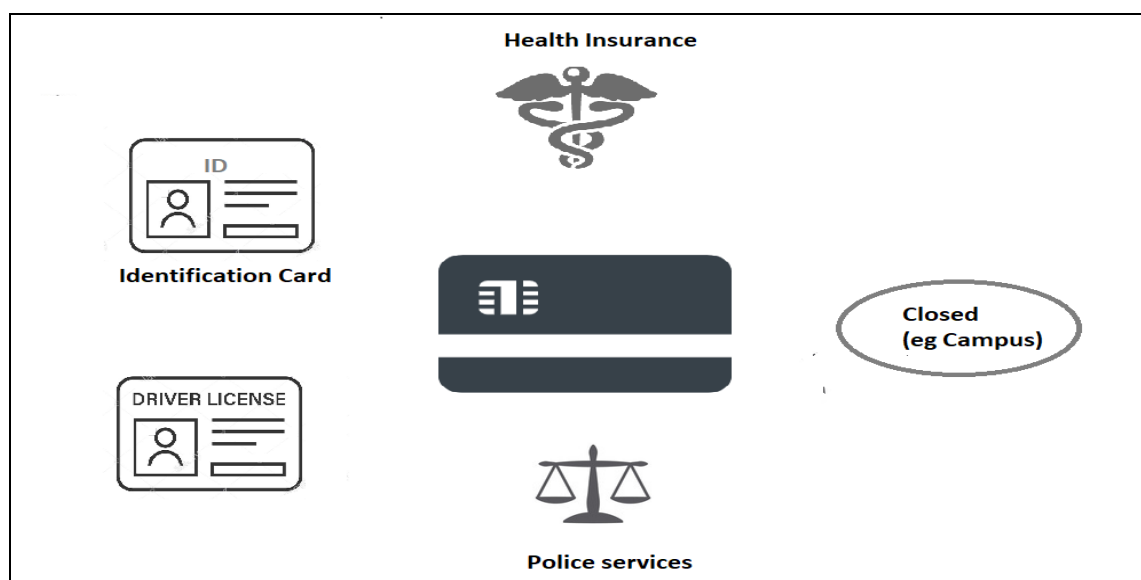 Health Insurance
ID
Identification Card
Closed
(eg Campus)
DRIVER LICENSE
Police services